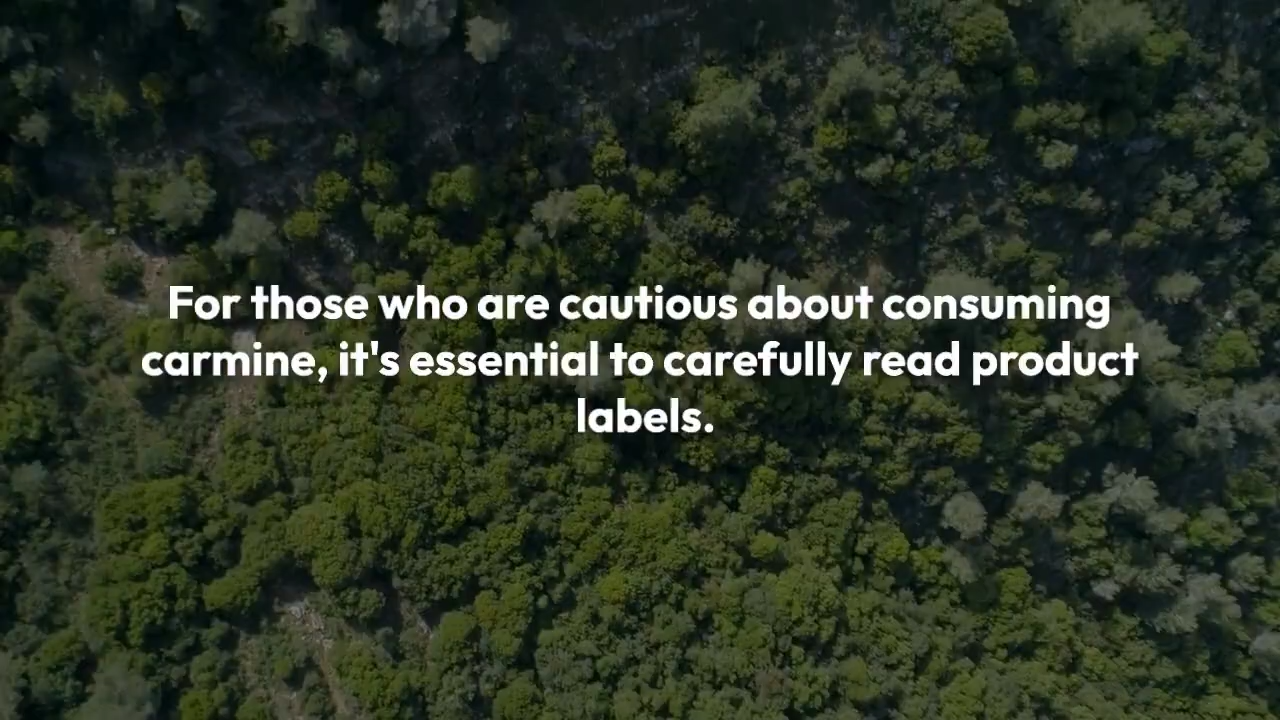 For those who are cautious about consuming
carmine, it's essential to carefully read product
labels.